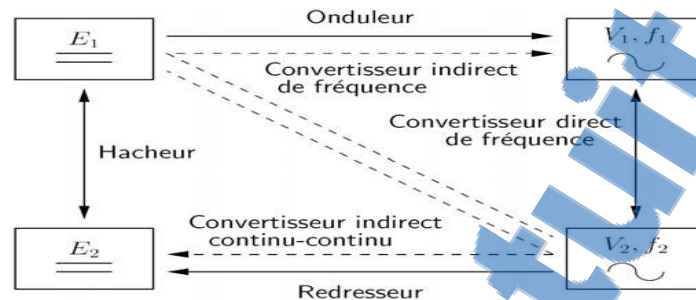 Onduleur
E₁
V₁, f₁
Convertisseur indirect
de fréquence
Convertisseur direct
de fréquence
Hacheur
Convertisseur indirect
continu-continu
E₂
V₂, f₂
Redresseur